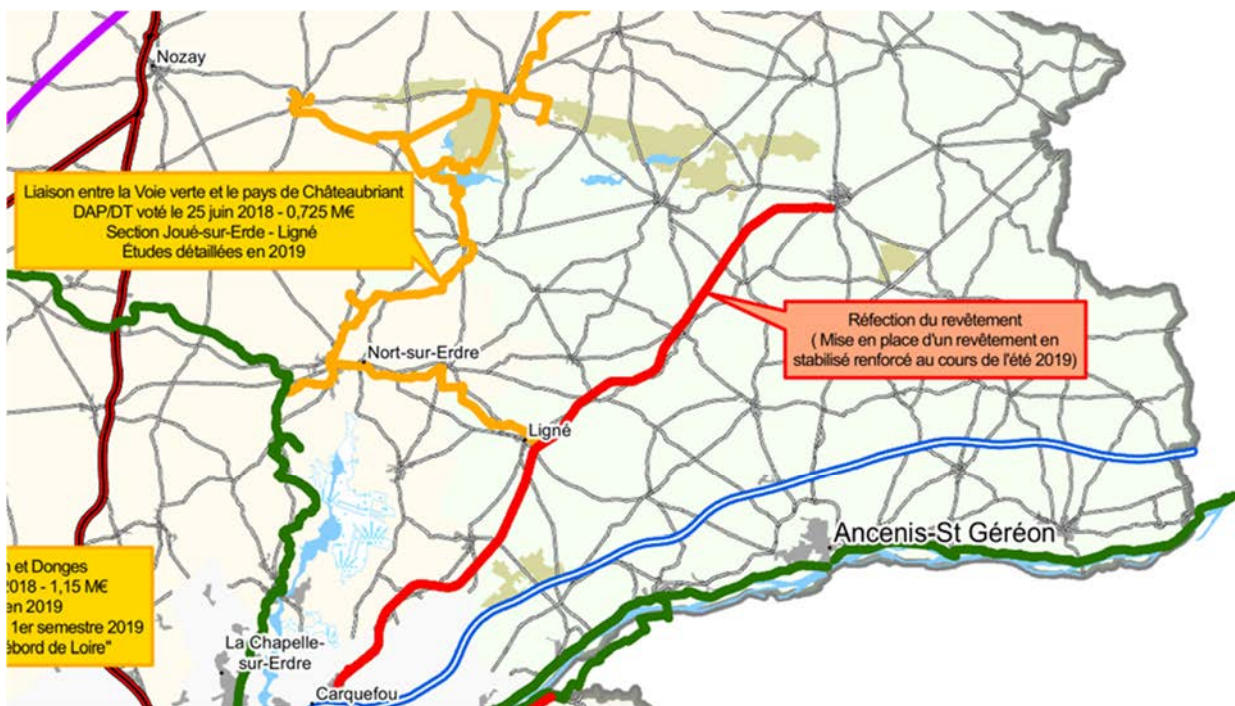 Nozay
Liaison entre la Voie verte et le pays de Châteaubriant
DAP/DT voté le 25 juin 2018 - 0,725 M€
Section Joué-sur-Erde - Ligné
Études détaillées en 2019
Réfection du revêtement
( Mise en place d'un revêtement en
stabilisé renforcé au cours de l'été 2019)
Nort-sur-Erdre
Ligné
Ancenis-St Géréon
n et Donges
2018 - 1,15 M€
en 2019
1er semestre 2019
ébord de Loire"
La Chapelle-
sur-Erdre
Carquefou